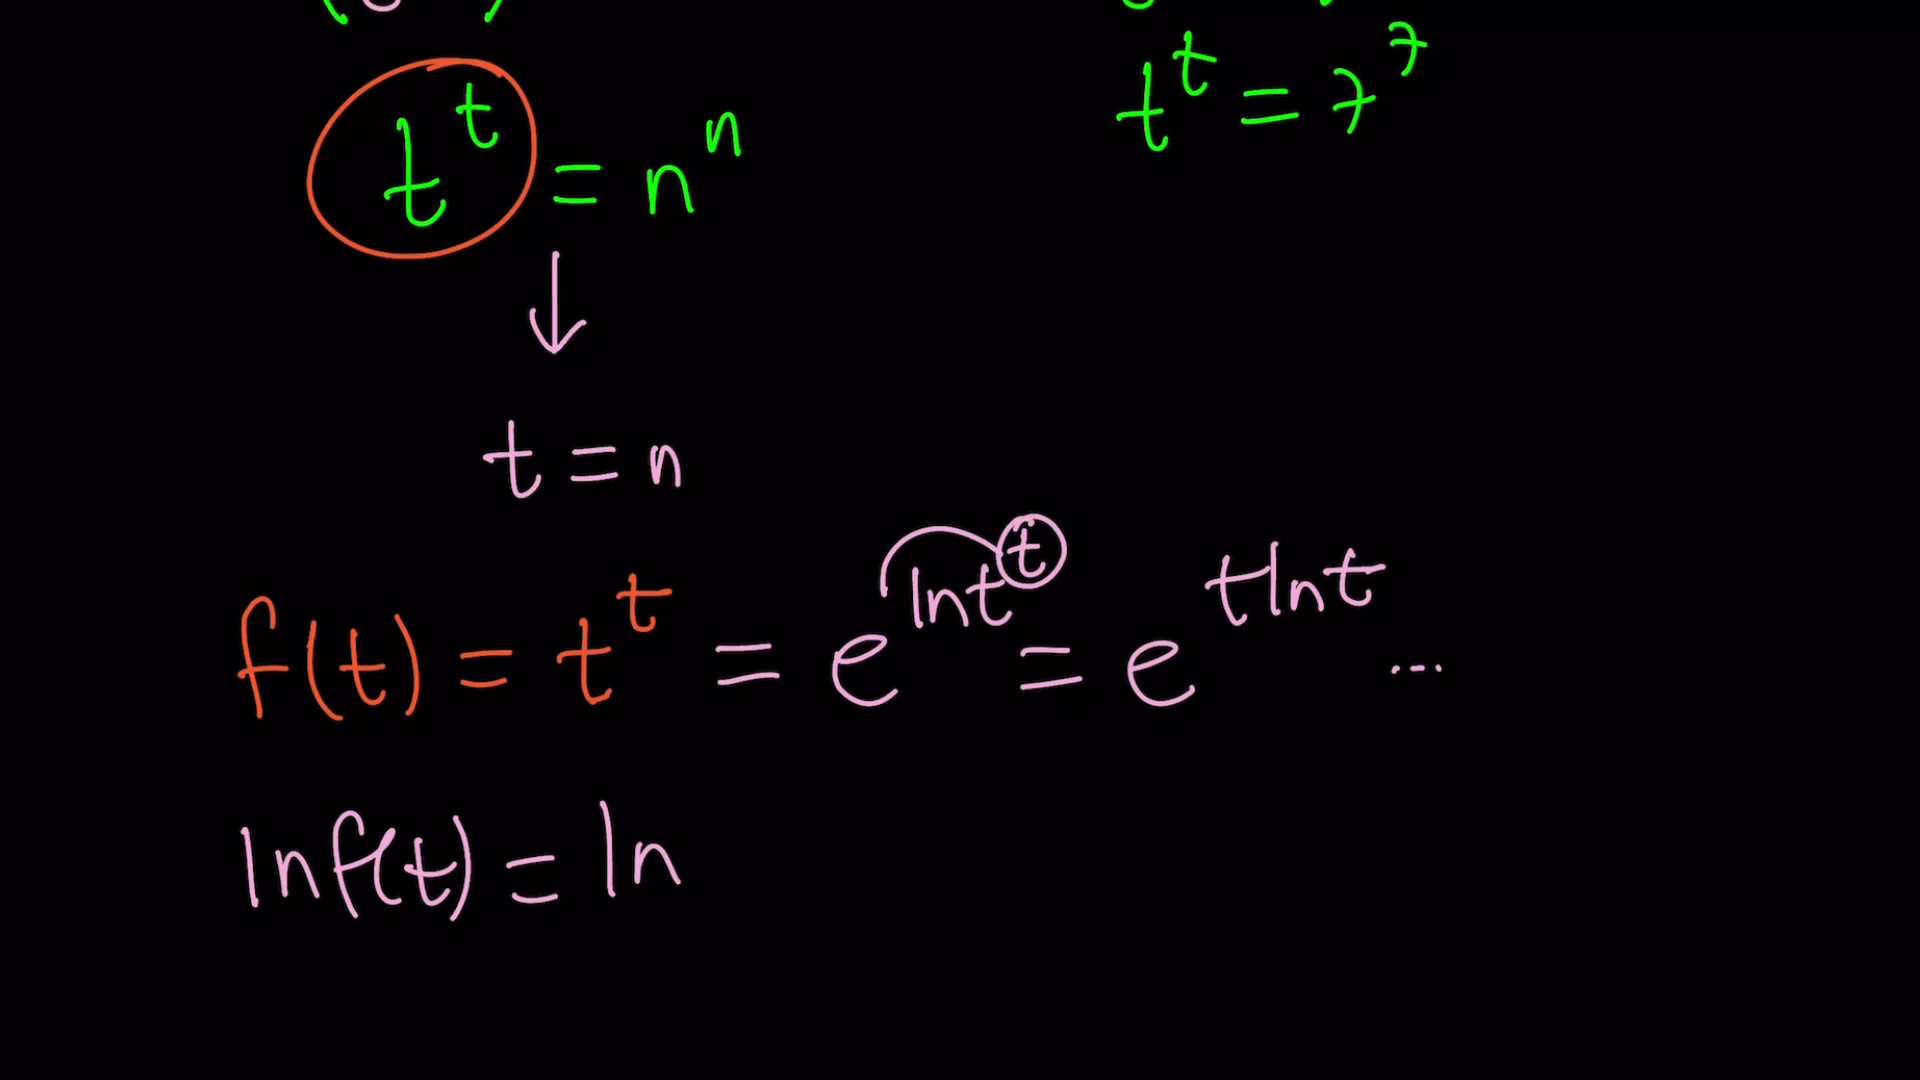 t^t = n^n
t^t = 7^7
t = n
f(t) = t^t = e^{ln t^t} = e^{t ln t} ...
ln f(t) = ln